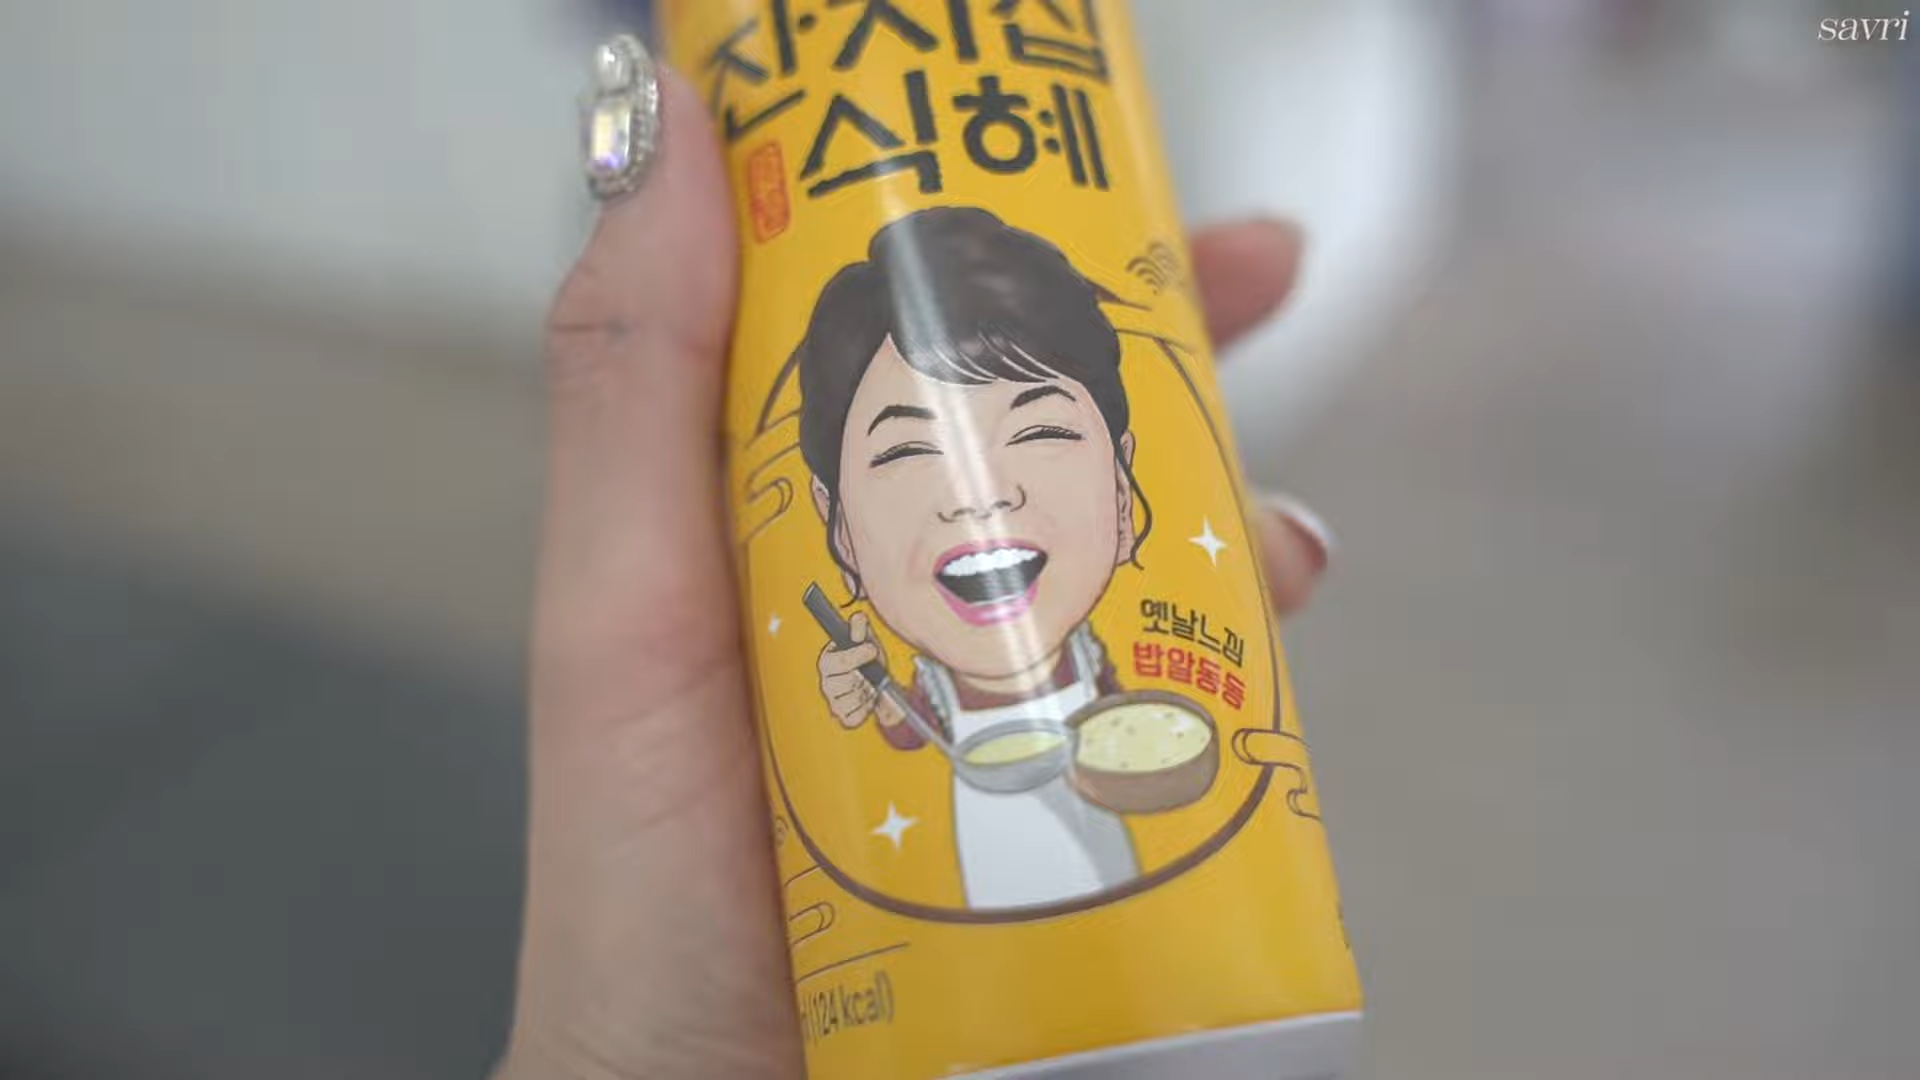 savri
잔치집
식혜
옛날느낌
밥알동동
(124 kcal)